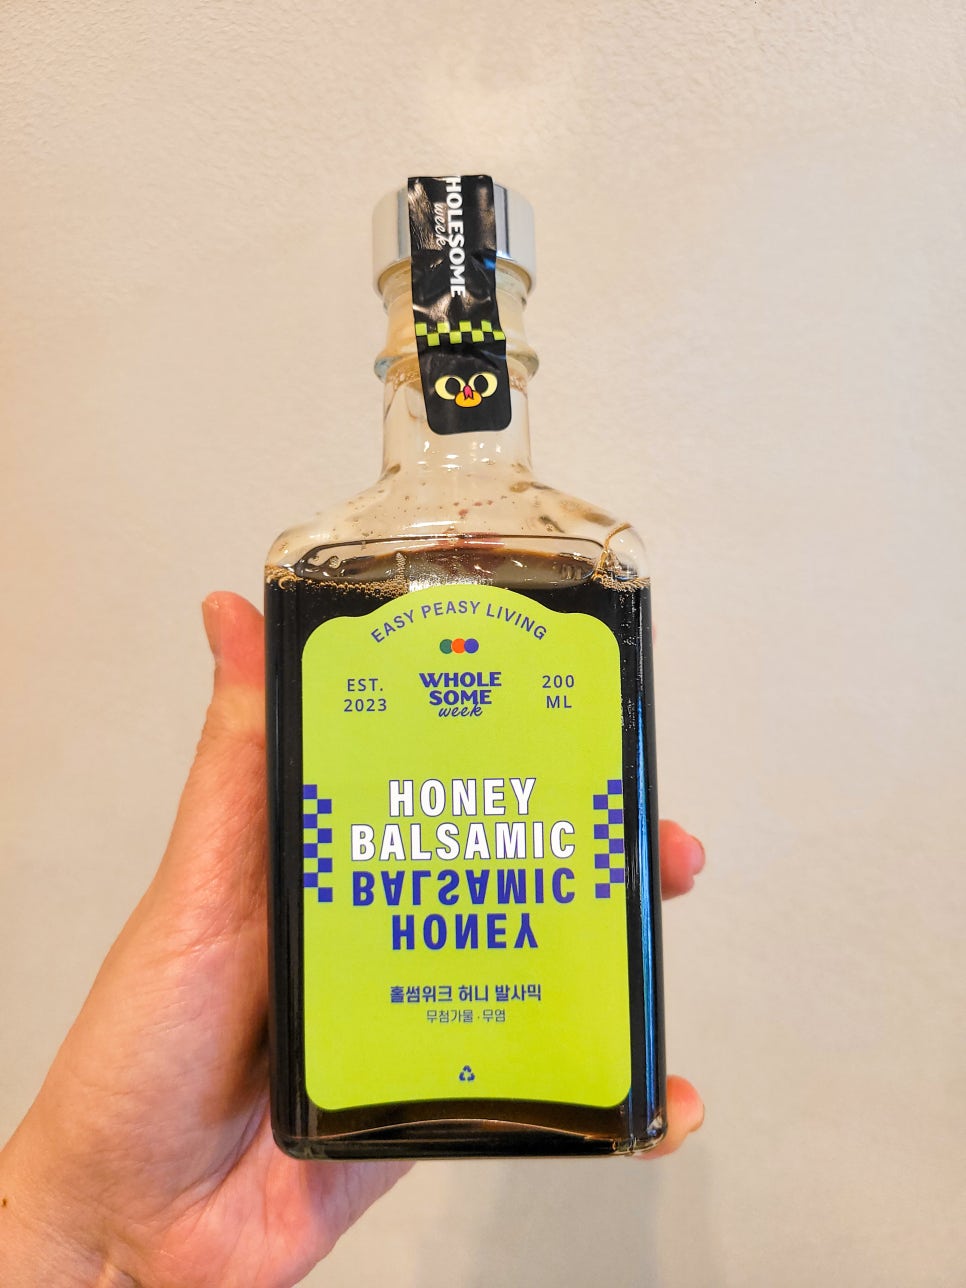 HOLESOME
week
EASY PEASY LIVING
EST.
2023
WHOLE
SOME
week
200
ML
HONEY
BALSAMIC
BALSAMIC
HONEY
홀썸위크 허니 발사믹
무첨가물·무염